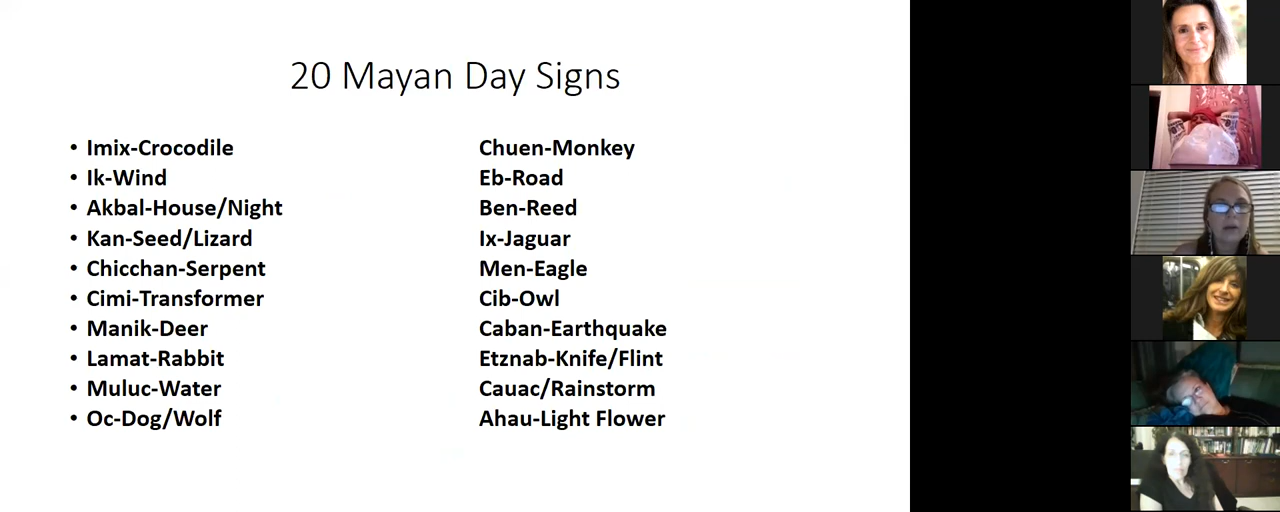 20 Mayan Day Signs
• Imix-Crocodile
• Ik-Wind
• Akbal-House/Night
• Kan-Seed/Lizard
• Chicchan-Serpent
• Cimi-Transformer
• Manik-Deer
• Lamat-Rabbit
• Muluc-Water
• Oc-Dog/Wolf
Chuen-Monkey
Eb-Road
Ben-Reed
Ix-Jaguar
Men-Eagle
Cib-Owl
Caban-Earthquake
Etznab-Knife/Flint
Cauac/Rainstorm
Ahau-Light Flower